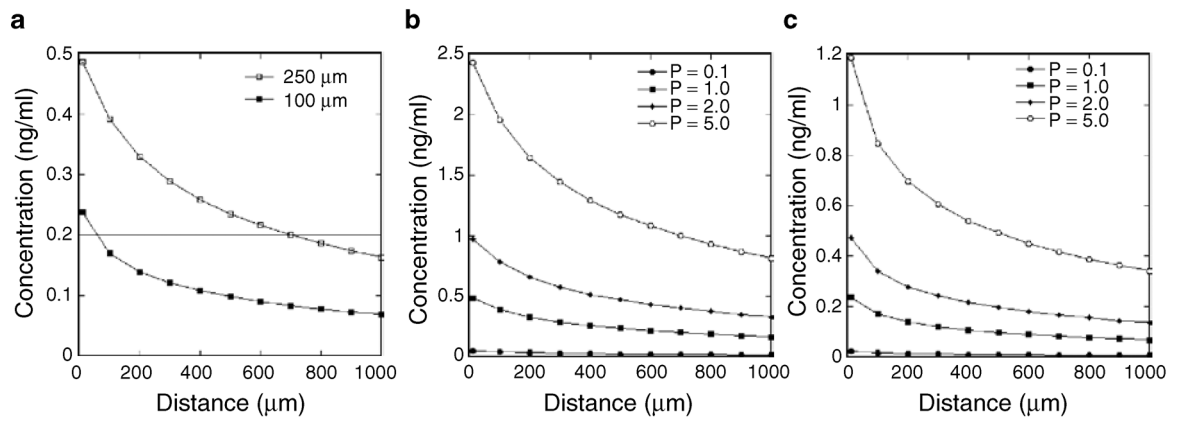 a
b
c
0.5
0.4
0.3
0.2
0.1
0
Concentration (ng/ml)
250 μm
100 μm
0 200 400 600 800 1000
Distance (μm)
2.5
2
1.5
1
0.5
0
Concentration (ng/ml)
P = 0.1
P = 1.0
P = 2.0
P = 5.0
0 200 400 600 800 1000
Distance (μm)
1.2
1
0.8
0.6
0.4
0.2
0
Concentration (ng/ml)
P = 0.1
P = 1.0
P = 2.0
P = 5.0
0 200 400 600 800 1000
Distance (μm)